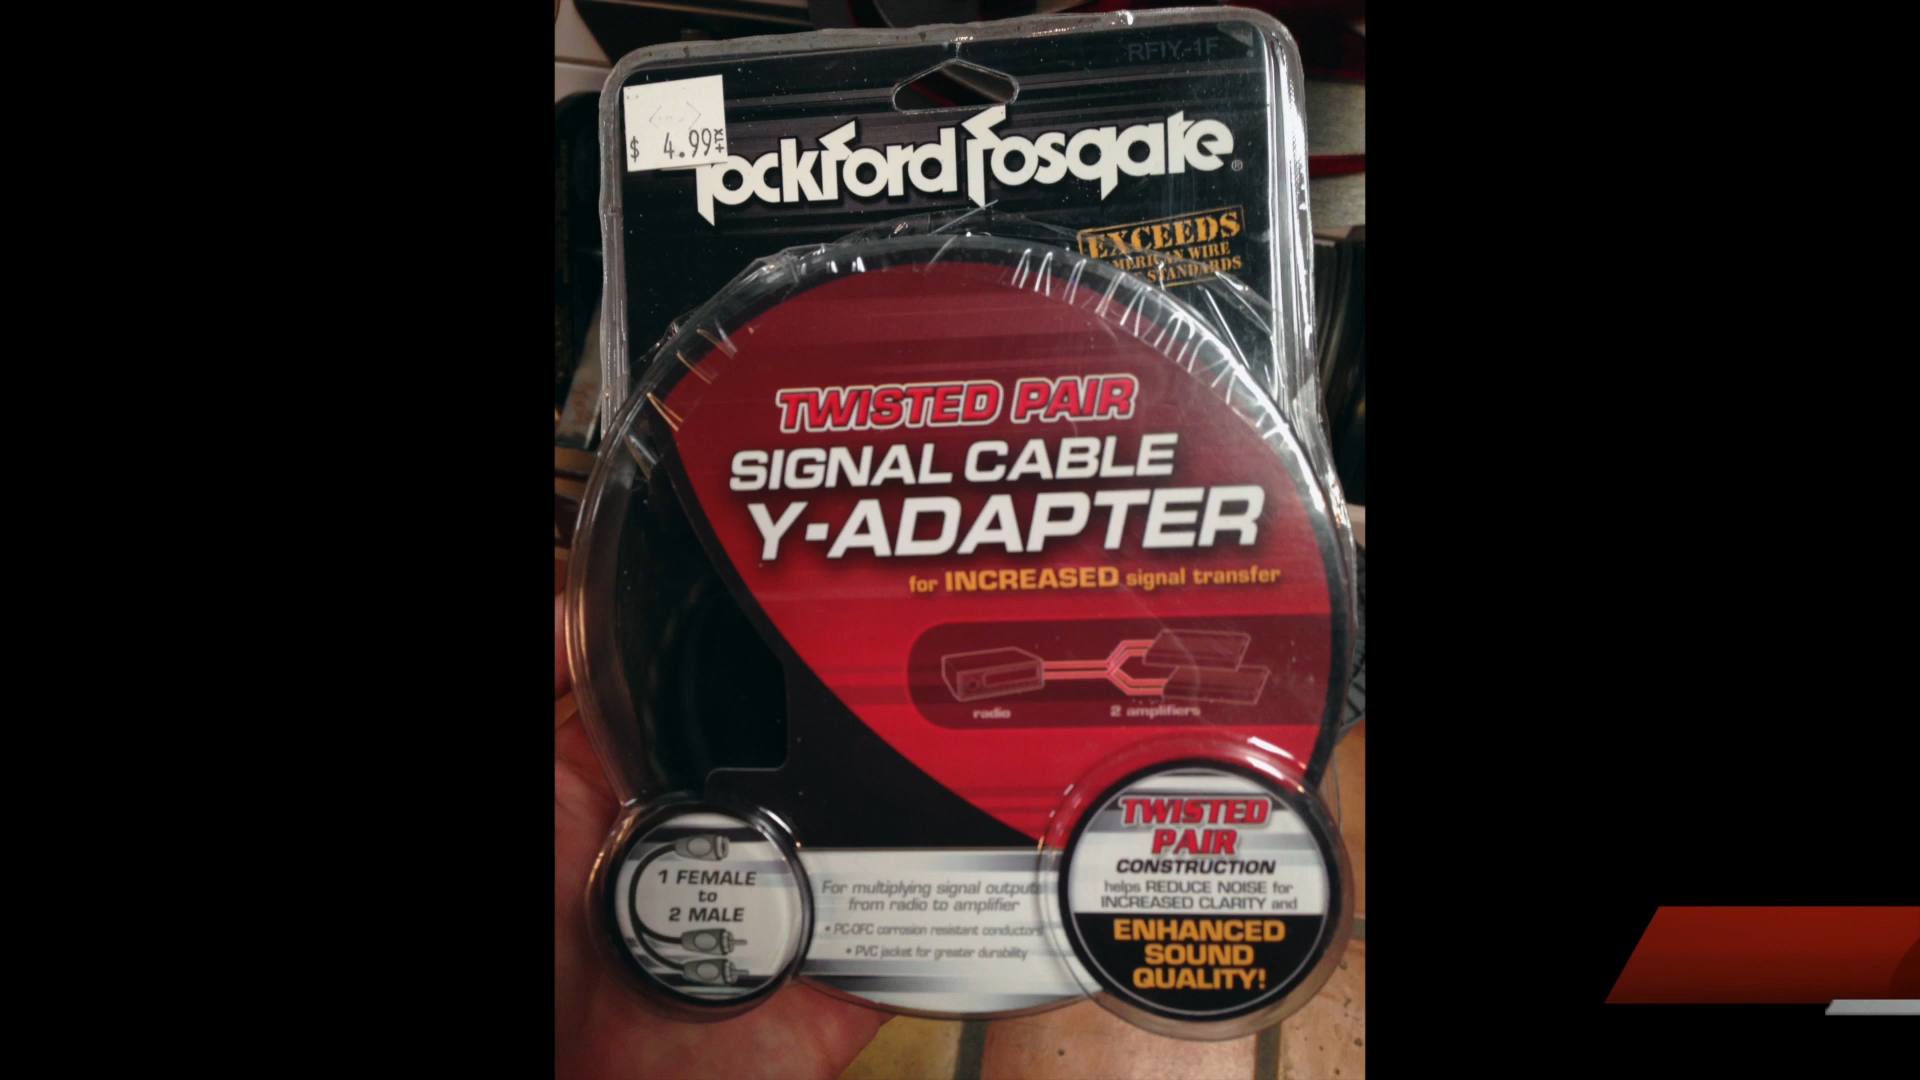 RFIY-1F
$ 4.99 +TX
rockford fosgate®
EXCEEDS
AMERICAN WIRE
STANDARDS
TWISTED PAIR
SIGNAL CABLE
Y-ADAPTER
for INCREASED signal transfer
radio
2 amplifiers
1 FEMALE
to
2 MALE
For multiplying signal outputs
from radio to amplifier
• PC-OFC corrosion resistant conductors
• PVC jacket for greater durability
TWISTED
PAIR
CONSTRUCTION
helps REDUCE NOISE for
INCREASED CLARITY and
ENHANCED
SOUND
QUALITY!